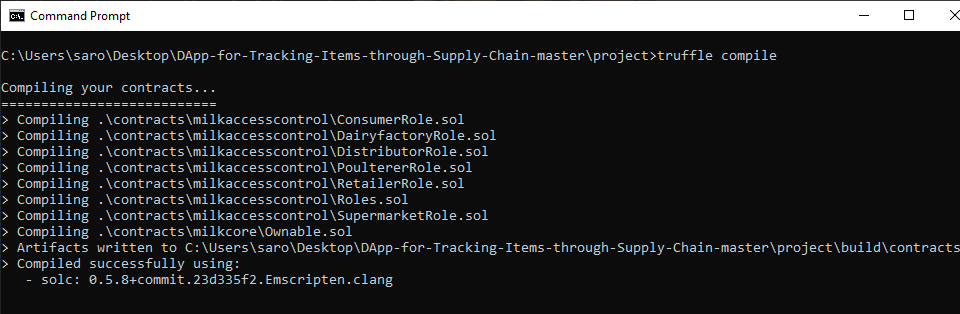 Command Prompt
C:\Users\saro\Desktop\DApp-for-Tracking-Items-through-Supply-Chain-master\project>truffle compile
Compiling your contracts...
===========================
> Compiling .\contracts\milkaccesscontrol\ConsumerRole.sol
> Compiling .\contracts\milkaccesscontrol\DairyfactoryRole.sol
> Compiling .\contracts\milkaccesscontrol\DistributorRole.sol
> Compiling .\contracts\milkaccesscontrol\PoultererRole.sol
> Compiling .\contracts\milkaccesscontrol\RetailerRole.sol
> Compiling .\contracts\milkaccesscontrol\Roles.sol
> Compiling .\contracts\milkaccesscontrol\SupermarketRole.sol
> Compiling .\contracts\milkcore\Ownable.sol
> Artifacts written to C:\Users\saro\Desktop\DApp-for-Tracking-Items-through-Supply-Chain-master\project\build\contracts
> Compiled successfully using:
   - solc: 0.5.8+commit.23d335f2.Emscripten.clang